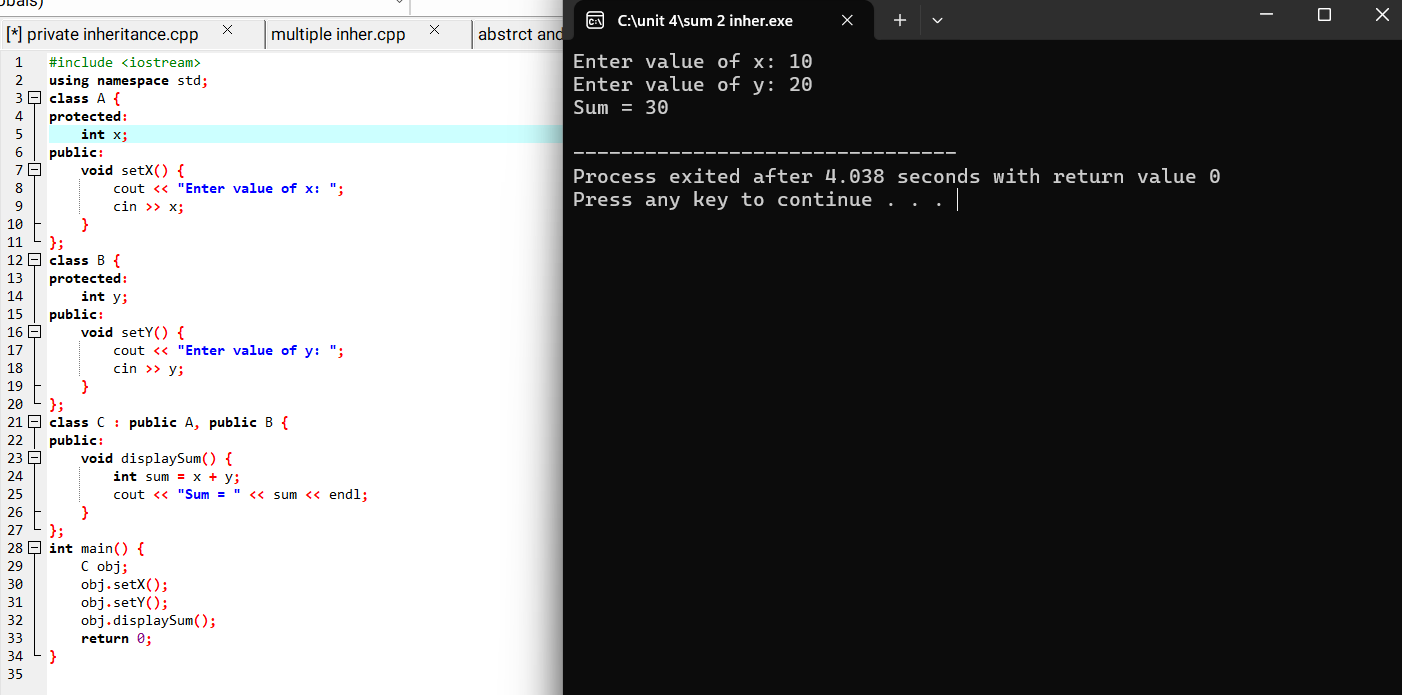 obals)
[*] private inheritance.cpp
multiple inher.cpp
abstrct and
1 #include <iostream>
2 using namespace std;
3 class A {
4 protected:
5 int x;
6 public:
7 void setX() {
8 cout << "Enter value of x: ";
9 cin >> x;
10 }
11 };
12 class B {
13 protected:
14 int y;
15 public:
16 void setY() {
17 cout << "Enter value of y: ";
18 cin >> y;
19 }
20 };
21 class C : public A, public B {
22 public:
23 void displaySum() {
24 int sum = x + y;
25 cout << "Sum = " << sum << endl;
26 }
27 };
28 int main() {
29 C obj;
30 obj.setX();
31 obj.setY();
32 obj.displaySum();
33 return 0;
34 }
35
C:\unit 4\sum 2 inher.exe
Enter value of x: 10
Enter value of y: 20
Sum = 30
--------------------------------
Process exited after 4.038 seconds with return value 0
Press any key to continue . . .